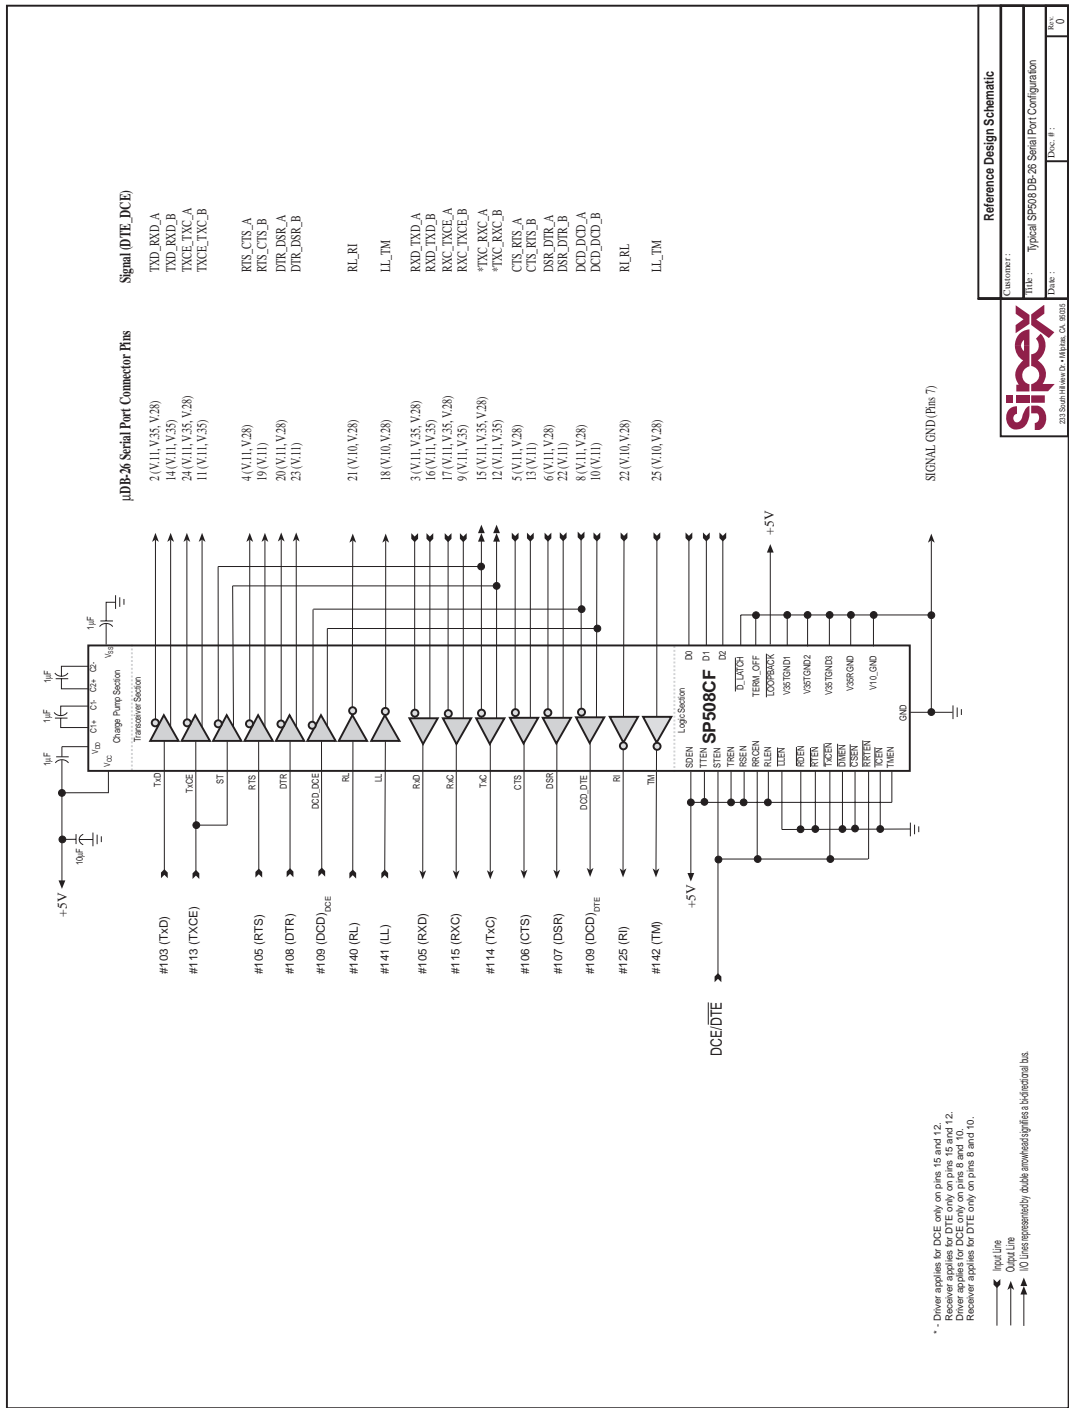 +5V
10µF
1µF
1µF
1µF
1µF
VCC
VDD
C1+
C1-
C2+
C2-
VSS
Charge Pump Section
Transceiver Section
µDB-26 Serial Port Connector Pins
Signal (DTE_DCE)
#103 (TxD)
TxD
2 (V.11, V.35, V.28)
TXD_RXD_A
14 (V.11, V.35)
TXD_RXD_B
#113 (TXCE)
TxCE
24 (V.11, V.35, V.28)
TXCE_TXC_A
11 (V.11, V.35)
TXCE_TXC_B
ST
#105 (RTS)
RTS
4 (V.11, V.28)
RTS_CTS_A
19 (V.11)
RTS_CTS_B
#108 (DTR)
DTR
20 (V.11, V.28)
DTR_DSR_A
23 (V.11)
DTR_DSR_B
#109 (DCD)DCE
DCD_DCE
#140 (RL)
RL
21 (V.10, V.28)
RL_RI
#141 (LL)
LL
18 (V.10, V.28)
LL_TM
#105 (RXD)
RxD
3 (V.11, V.35, V.28)
RXD_TXD_A
16 (V.11, V.35)
RXD_TXD_B
#115 (RXC)
RxC
17 (V.11, V.35, V.28)
RXC_TXCE_A
9 (V.11, V.35)
RXC_TXCE_B
#114 (TxC)
TxC
15 (V.11, V.35, V.28)
*TXC_RXC_A
12 (V.11, V.35)
*TXC_RXC_B
#106 (CTS)
CTS
5 (V.11, V.28)
CTS_RTS_A
13 (V.11)
CTS_RTS_B
#107 (DSR)
DSR
6 (V.11, V.28)
DSR_DTR_A
22 (V.11)
DSR_DTR_B
#109 (DCD)DTE
DCD_DTE
8 (V.11, V.28)
DCD_DCD_A
10 (V.11)
DCD_DCD_B
#125 (RI)
RI
22 (V.10, V.28)
RI_RL
#142 (TM)
TM
25 (V.10, V.28)
LL_TM
Logic Section
SP508CF
+5V
DCE/DTE
SDEN
TTEN
STEN
TREN
RSEN
RRCEN
RLEN
LLEN
RDEN
RTEN
TxCEN
DMEN
CSEN
RRTEN
ICEN
TMEN
D0
D1
D2
D_LATCH
TERM_OFF
LOOPBACK
V35TGND1
V35TGND2
V35TGND3
V35RGND
V10_GND
GND
+5V
SIGNAL GND (Pins 7)
* - Driver applies for DCE only on pins 15 and 12.
Receiver applies for DTE only on pins 15 and 12.
Driver applies for DCE only on pins 8 and 10.
Receiver applies for DTE only on pins 8 and 10.
Input Line
Output Line
I/O Lines represented by double arrowhead signifies a bi-directional bus.
Sipex
233 South Hillview Dr. • Milpitas, CA. 95035
Reference Design Schematic
Customer :
Title :
Typical SP508 DB-26 Serial Port Configuration
Date :
Doc. # :
Rev.
0